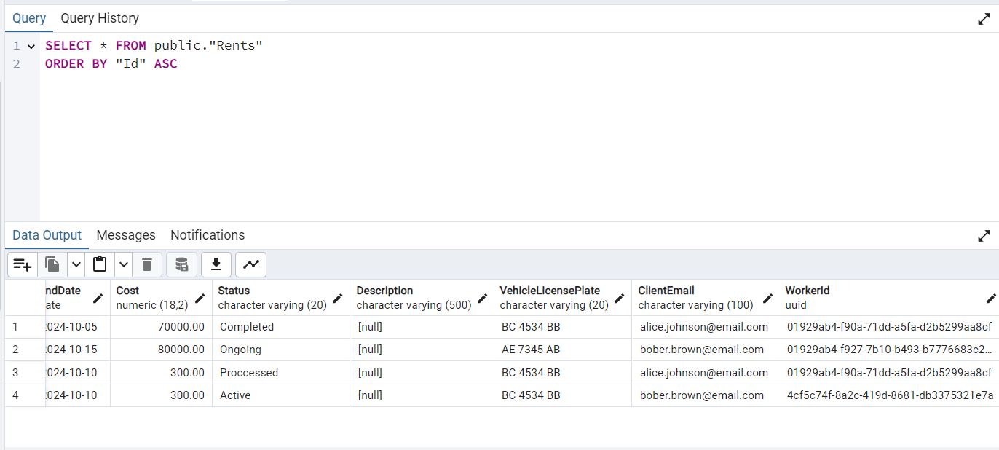 Query Query History
1 SELECT * FROM public."Rents"
2 ORDER BY "Id" ASC
Data Output Messages Notifications
ndDate Cost Status Description VehicleLicensePlate ClientEmail WorkerId
ate numeric (18,2) character varying (20) character varying (500) character varying (20) character varying (100) uuid
1 2024-10-05 70000.00 Completed [null] BC 4534 BB alice.johnson@email.com 01929ab4-f90a-71dd-a5fa-d2b5299aa8cf
2 2024-10-15 80000.00 Ongoing [null] AE 7345 AB bober.brown@email.com 01929ab4-f927-7b10-b493-b7776683c2...
3 2024-10-10 300.00 Proccessed [null] BC 4534 BB alice.johnson@email.com 01929ab4-f90a-71dd-a5fa-d2b5299aa8cf
4 2024-10-10 300.00 Active [null] BC 4534 BB bober.brown@email.com 4cf5c74f-8a2c-419d-8681-db3375321e7a